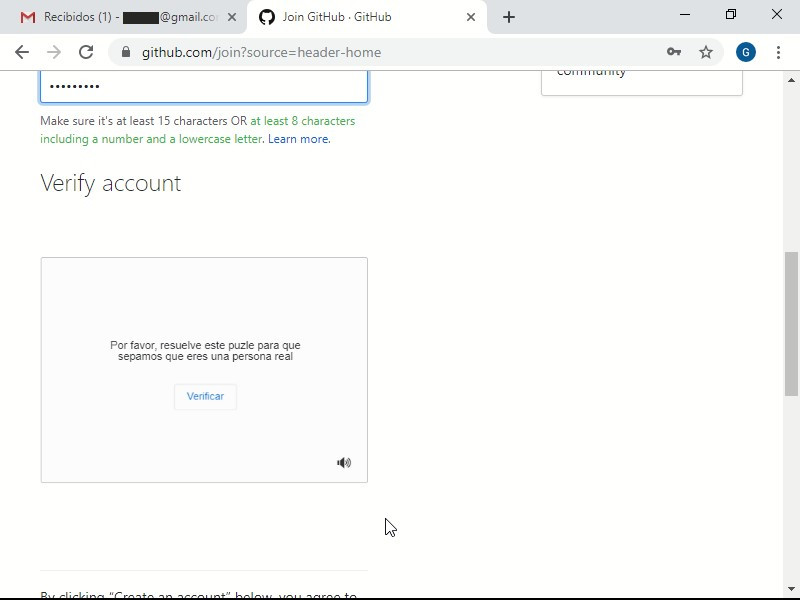 Recibidos (1) - @gmail.co
Join GitHub · GitHub
github.com/join?source=header-home
G
•••••••••
community
Make sure it's at least 15 characters OR at least 8 characters
including a number and a lowercase letter. Learn more.
Verify account
Por favor, resuelve este puzle para que
sepamos que eres una persona real
Verificar
By clicking “Create an account” below, you agree to